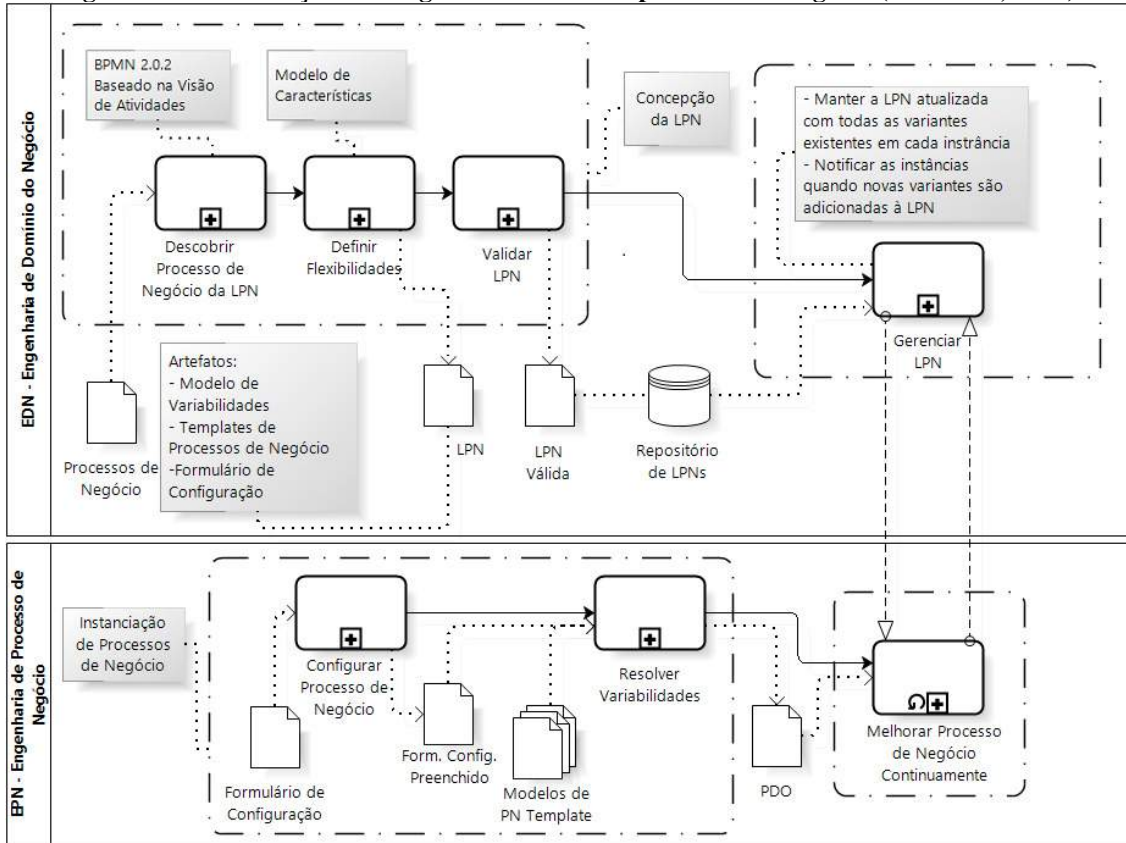 EDN - Engenharia de Domínio do Negócio
BPMN 2.0.2
Baseado na Visão
de Atividades
Modelo de
Características
Concepção
da LPN
- Manter a LPN atualizada
com todas as variantes
existentes em cada instrância
- Notificar as instâncias
quando novas variantes são
adicionadas à LPN
Descobrir
Processo de
Negócio da LPN
Definir
Flexibilidades
Validar
LPN
Gerenciar
LPN
Processos de
Negócio
Artefatos:
- Modelo de
Variabilidades
- Templates de
Processos de Negócio
-Formulário de
Configuração
LPN
LPN
Válida
Repositório
de LPNs
EPN - Engenharia de Processo de
Negócio
Instanciação
de Processos
de Negócio
Configurar
Processo de
Negócio
Resolver
Variabilidades
Formulário de
Configuração
Form. Config.
Preenchido
Modelos de
PN Template
PDO
Melhorar Processo
de Negócio
Continuamente